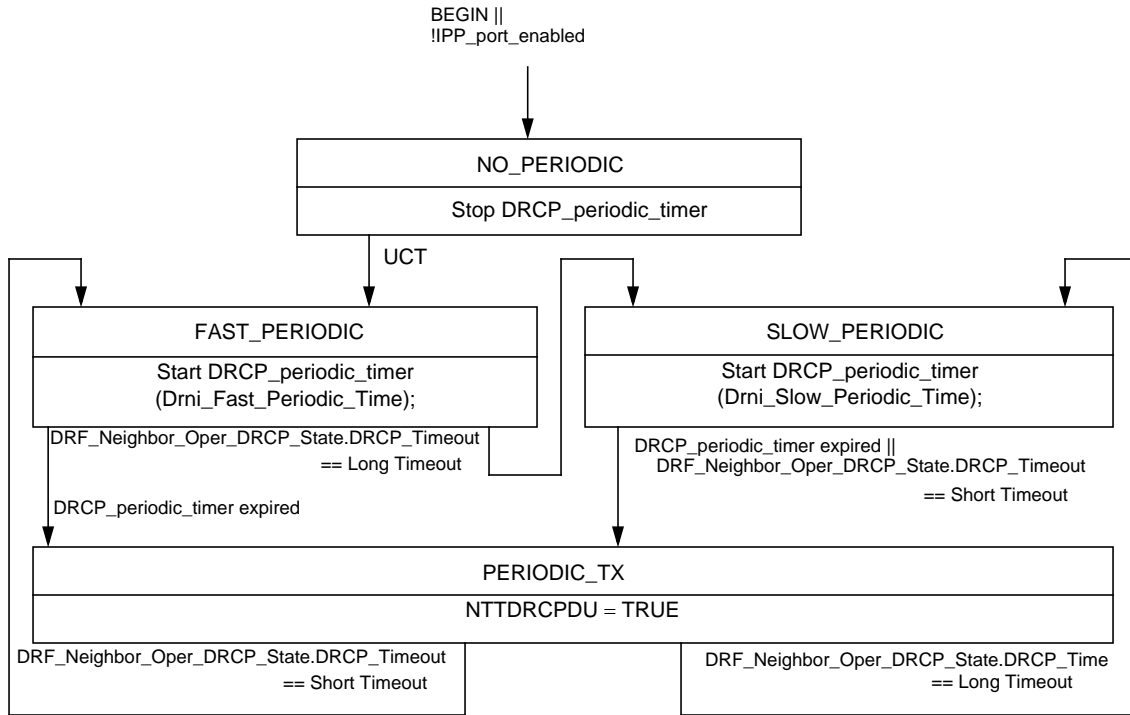 BEGIN ||
!IPP_port_enabled
NO_PERIODIC
Stop DRCP_periodic_timer
UCT
FAST_PERIODIC
Start DRCP_periodic_timer
(Drni_Fast_Periodic_Time);
SLOW_PERIODIC
Start DRCP_periodic_timer
(Drni_Slow_Periodic_Time);
DRF_Neighbor_Oper_DRCP_State.DRCP_Timeout
== Long Timeout
DRCP_periodic_timer expired
DRCP_periodic_timer expired ||
DRF_Neighbor_Oper_DRCP_State.DRCP_Timeout
== Short Timeout
PERIODIC_TX
NTTDRCPDU = TRUE
DRF_Neighbor_Oper_DRCP_State.DRCP_Timeout
== Short Timeout
DRF_Neighbor_Oper_DRCP_State.DRCP_Time
== Long Timeout